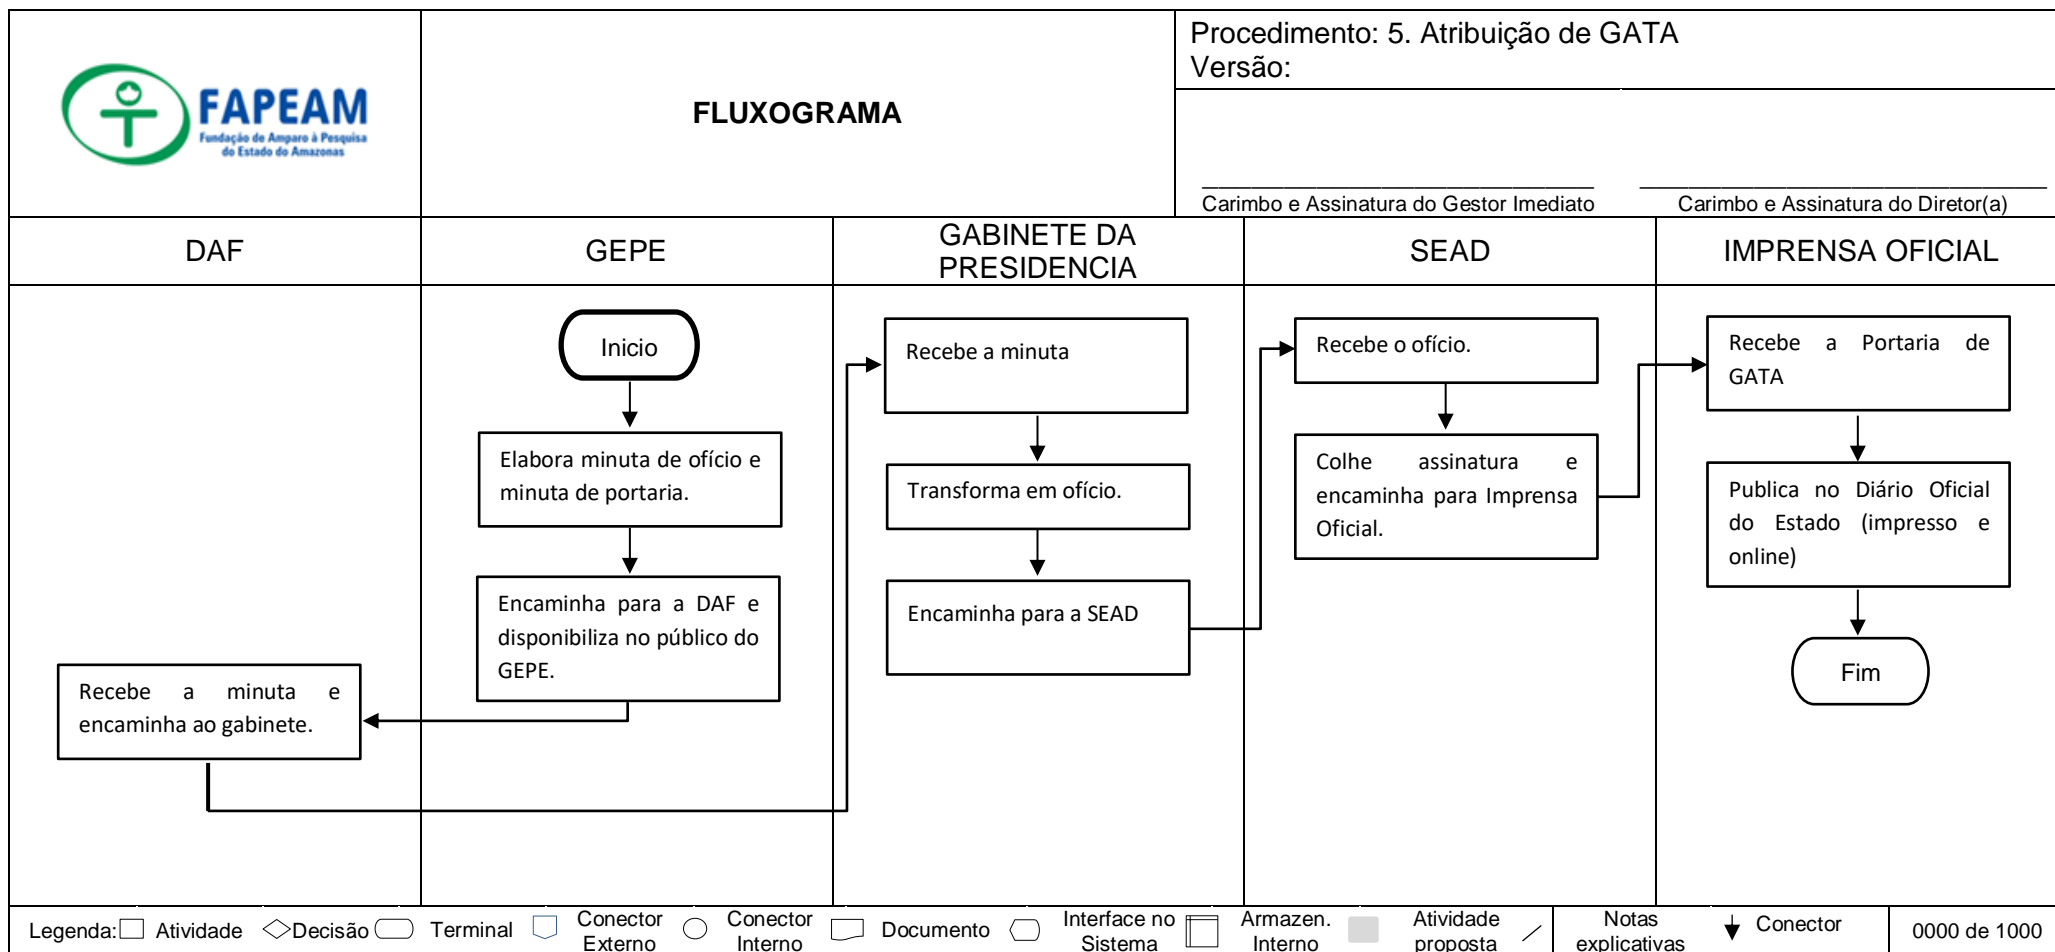 FAPEAM
Fundação de Amparo à Pesquisa
do Estado do Amazonas
FLUXOGRAMA
Procedimento: 5. Atribuição de GATA
Versão:
Carimbo e Assinatura do Gestor Imediato
Carimbo e Assinatura do Diretor(a)
DAF
GEPE
GABINETE DA
PRESIDENCIA
SEAD
IMPRENSA OFICIAL
Recebe a minuta e
encaminha ao gabinete.
Inicio
Elabora minuta de ofício e
minuta de portaria.
Encaminha para a DAF e
disponibiliza no público do
GEPE.
Recebe a minuta
Transforma em ofício.
Encaminha para a SEAD
Recebe o ofício.
Colhe assinatura e
encaminha para Imprensa
Oficial.
Recebe a Portaria de
GATA
Publica no Diário Oficial
do Estado (impresso e
online)
Fim
Legenda:
Atividade
Decisão
Terminal
Conector
Externo
Conector
Interno
Documento
Interface no
Sistema
Armazen.
Interno
Atividade
proposta
Notas
explicativas
Conector
0000 de 1000